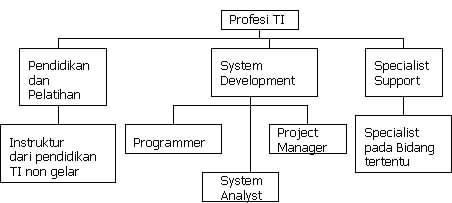 Profesi TI
Pendidikan
dan
Pelatihan
System
Development
Specialist
Support
Instruktur
dari pendidikan
TI non gelar
Programmer
Project
Manager
Specialist
pada Bidang
tertentu
System
Analyst